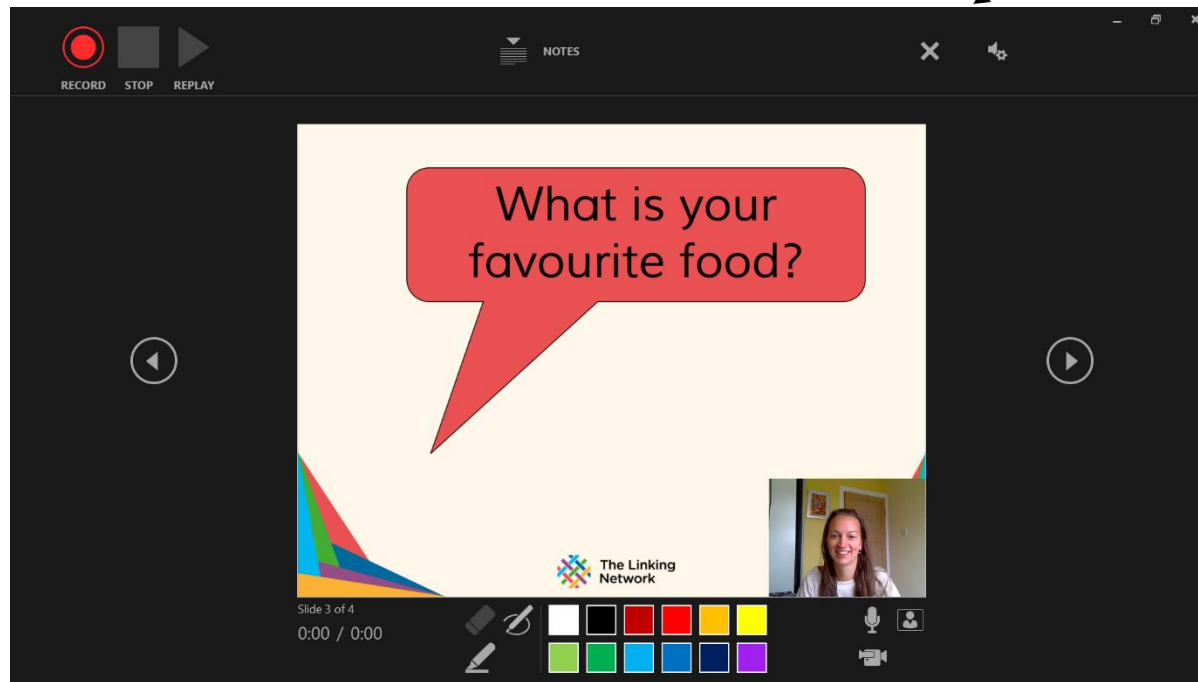 NOTES
RECORD STOP REPLAY
What is your
favourite food?
The Linking
Network
Slide 3 of 4
0:00 / 0:00